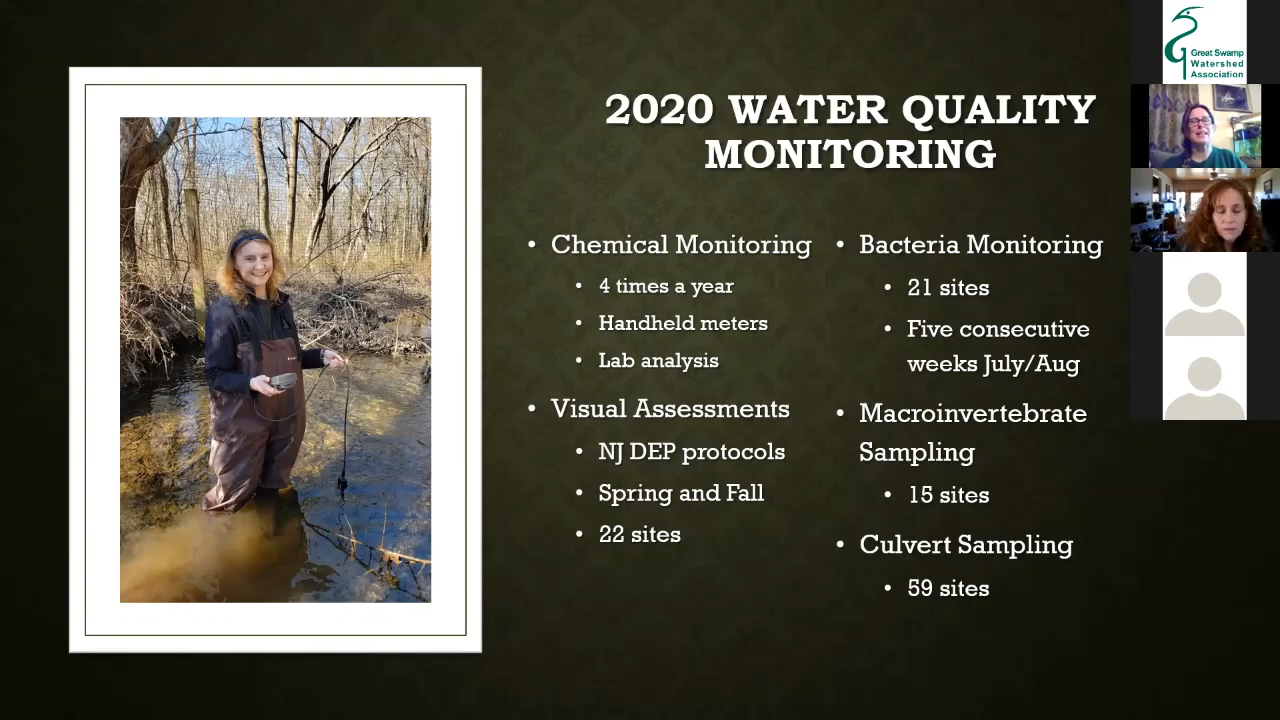 2020 WATER QUALITY
MONITORING
• Chemical Monitoring
• 4 times a year
• Handheld meters
• Lab analysis
• Visual Assessments
• NJ DEP protocols
• Spring and Fall
• 22 sites
• Bacteria Monitoring
• 21 sites
• Five consecutive
weeks July/Aug
• Macroinvertebrate
Sampling
• 15 sites
• Culvert Sampling
• 59 sites
Great Swamp
Watershed
Association